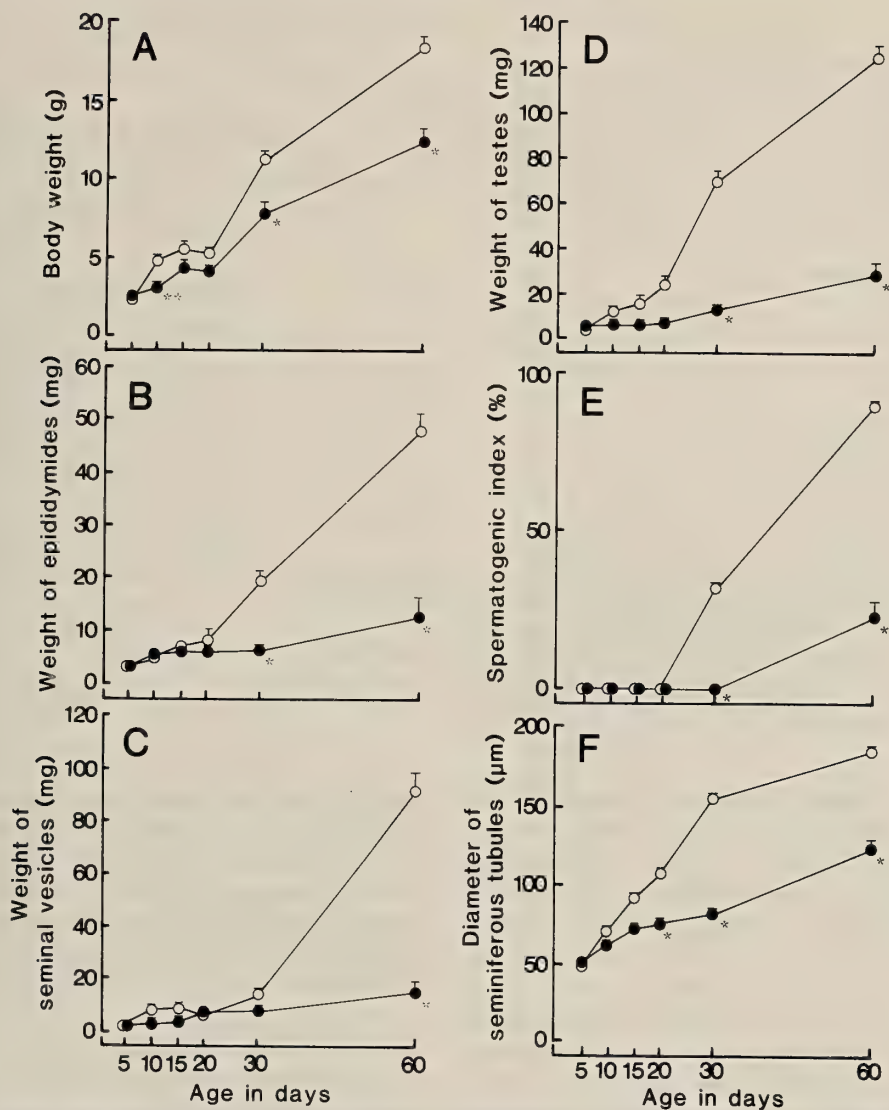 A
Body weight (g)
20
15
10
5
0
**
*
*
B
Weight of epididymides (mg)
60
50
40
30
20
10
0
*
*
C
Weight of
seminal vesicles (mg)
120
100
80
60
40
20
0
*
5 10 15 20 30 60
Age in days
D
Weight of testes (mg)
140
120
100
80
60
40
20
0
*
*
E
Spermatogenic index (%)
100
50
0
*
*
F
Diameter of
seminiferous tubules (μm)
200
150
100
50
0
*
*
*
5 10 15 20 30 60
Age in days